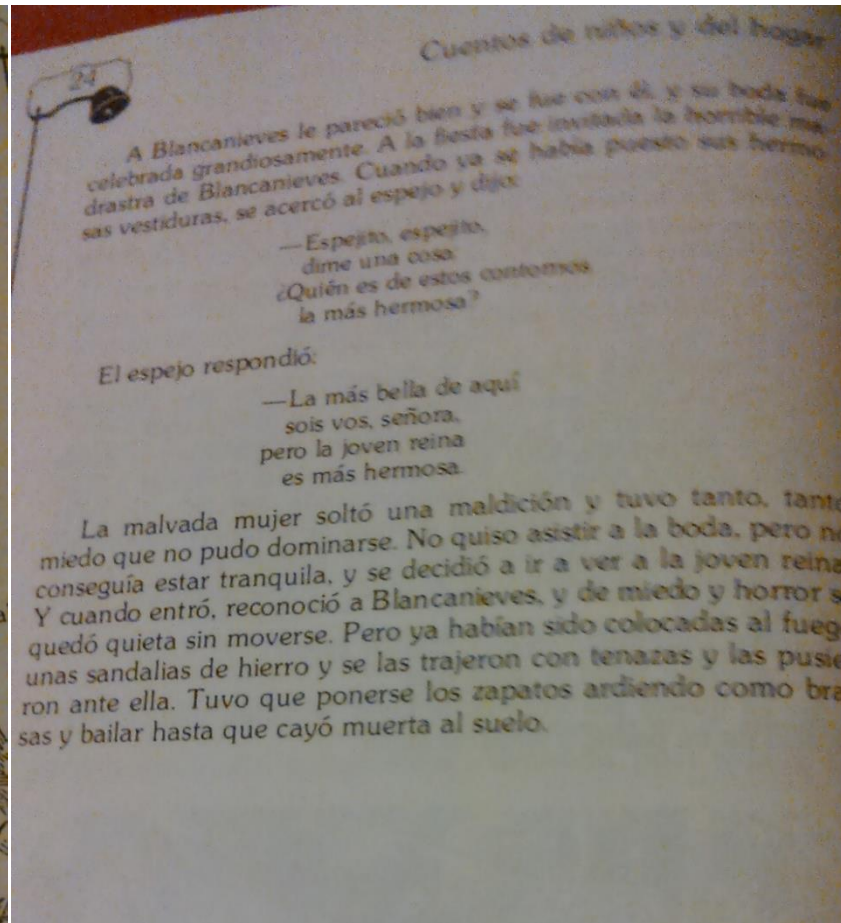 24
Cuentos de niños y del hogar
A Blancanieves le pareció bien y se fue con él, y su boda fue
celebrada grandiosamente. A la fiesta fue invitada la horrible ma-
drastra de Blancanieves. Cuando ya se había puesto sus hermo-
sas vestiduras, se acercó al espejo y dijo:
—Espejito, espejito,
dime una cosa:
¿Quién es de estos contornos
la más hermosa?
El espejo respondió:
—La más bella de aquí
sois vos, señora,
pero la joven reina
es más hermosa.
La malvada mujer soltó una maldición y tuvo tanto, tanto
miedo que no pudo dominarse. No quiso asistir a la boda, pero no
conseguía estar tranquila, y se decidió a ir a ver a la joven reina
Y cuando entró, reconoció a Blancanieves, y de miedo y horror s
quedó quieta sin moverse. Pero ya habían sido colocadas al fueg
unas sandalias de hierro y se las trajeron con tenazas y las pusie
ron ante ella. Tuvo que ponerse los zapatos ardiendo como bra
sas y bailar hasta que cayó muerta al suelo.